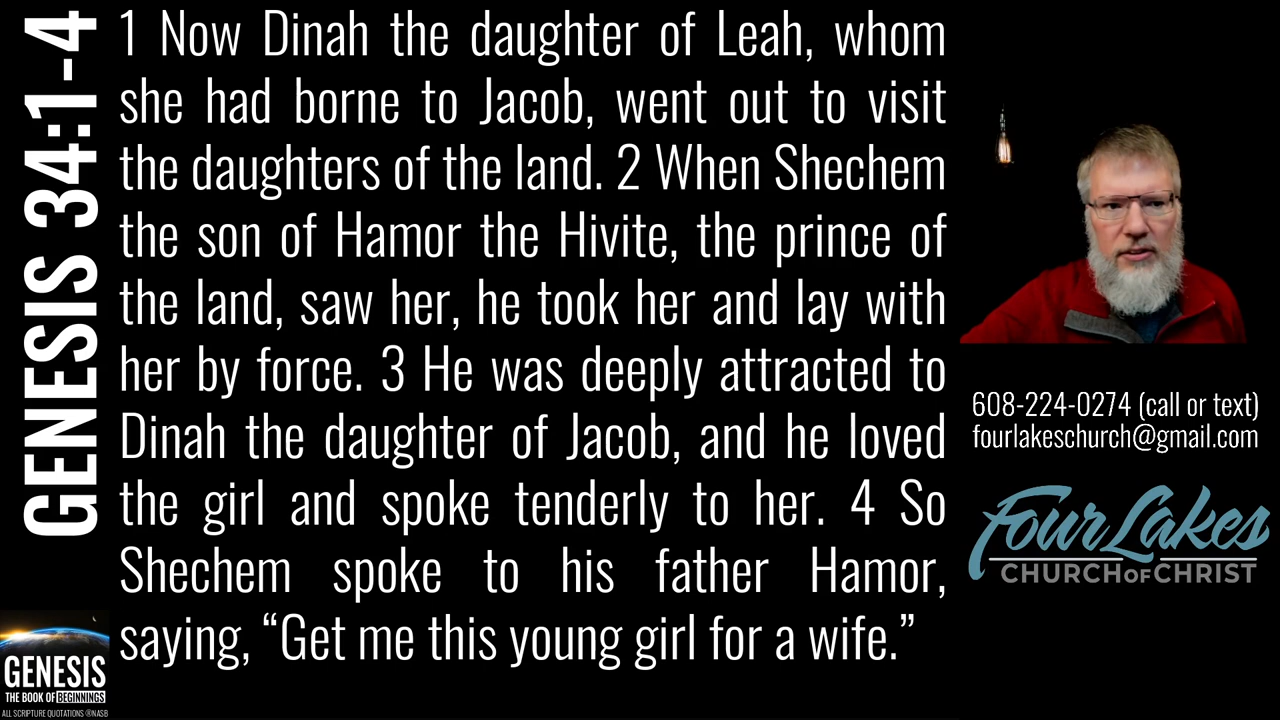 GENESIS 34:1-4
1 Now Dinah the daughter of Leah, whom
she had borne to Jacob, went out to visit
the daughters of the land. 2 When Shechem
the son of Hamor the Hivite, the prince of
the land, saw her, he took her and lay with
her by force. 3 He was deeply attracted to
Dinah the daughter of Jacob, and he loved
the girl and spoke tenderly to her. 4 So
Shechem spoke to his father Hamor,
saying, “Get me this young girl for a wife.”
608-224-0274 (call or text)
fourlakeschurch@gmail.com
Four Lakes
CHURCH OF CHRIST
GENESIS
THE BOOK OF BEGINNINGS
ALL SCRIPTURE QUOTATIONS ®NASB